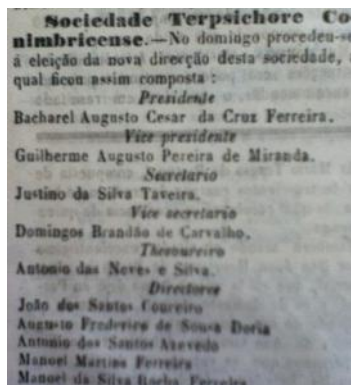 Sociedade Terpsichore Co-
nimbricense.—No domingo procedeu-se
á eleição da nova direcção desta sociedade, a
qual ficou assim composta :
Presidente
Bacharel Augusto Cesar da Cruz Ferreira.
Vice presidente
Guilherme Augusto Pereira de Miranda.
Secretario
Justino da Silva Taveira.
Vice secretario
Domingos Brandão de Carvalho.
Thesoureiro
Antonio das Neves e Silva.
Directores
João dos Santos Coureiro
Augusto Frederico de Sousa Doria
Antonio dos Santos Azevedo
Manoel Martins Ferreira
Manoel da Silva Rocha Ferreira